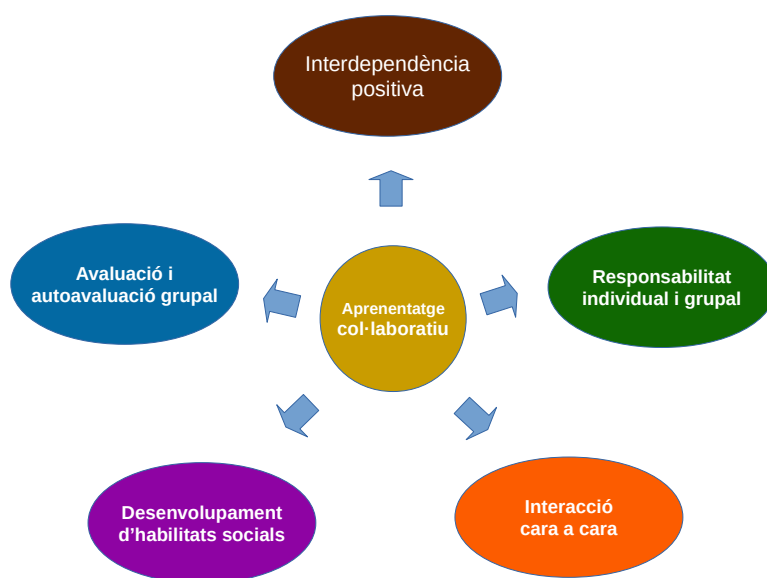 Interdependència
positiva
Avaluació i
autoavaluació grupal
Responsabilitat
individual i grupal
Aprenentatge
col·laboratiu
Desenvolupament
d’habilitats socials
Interacció
cara a cara